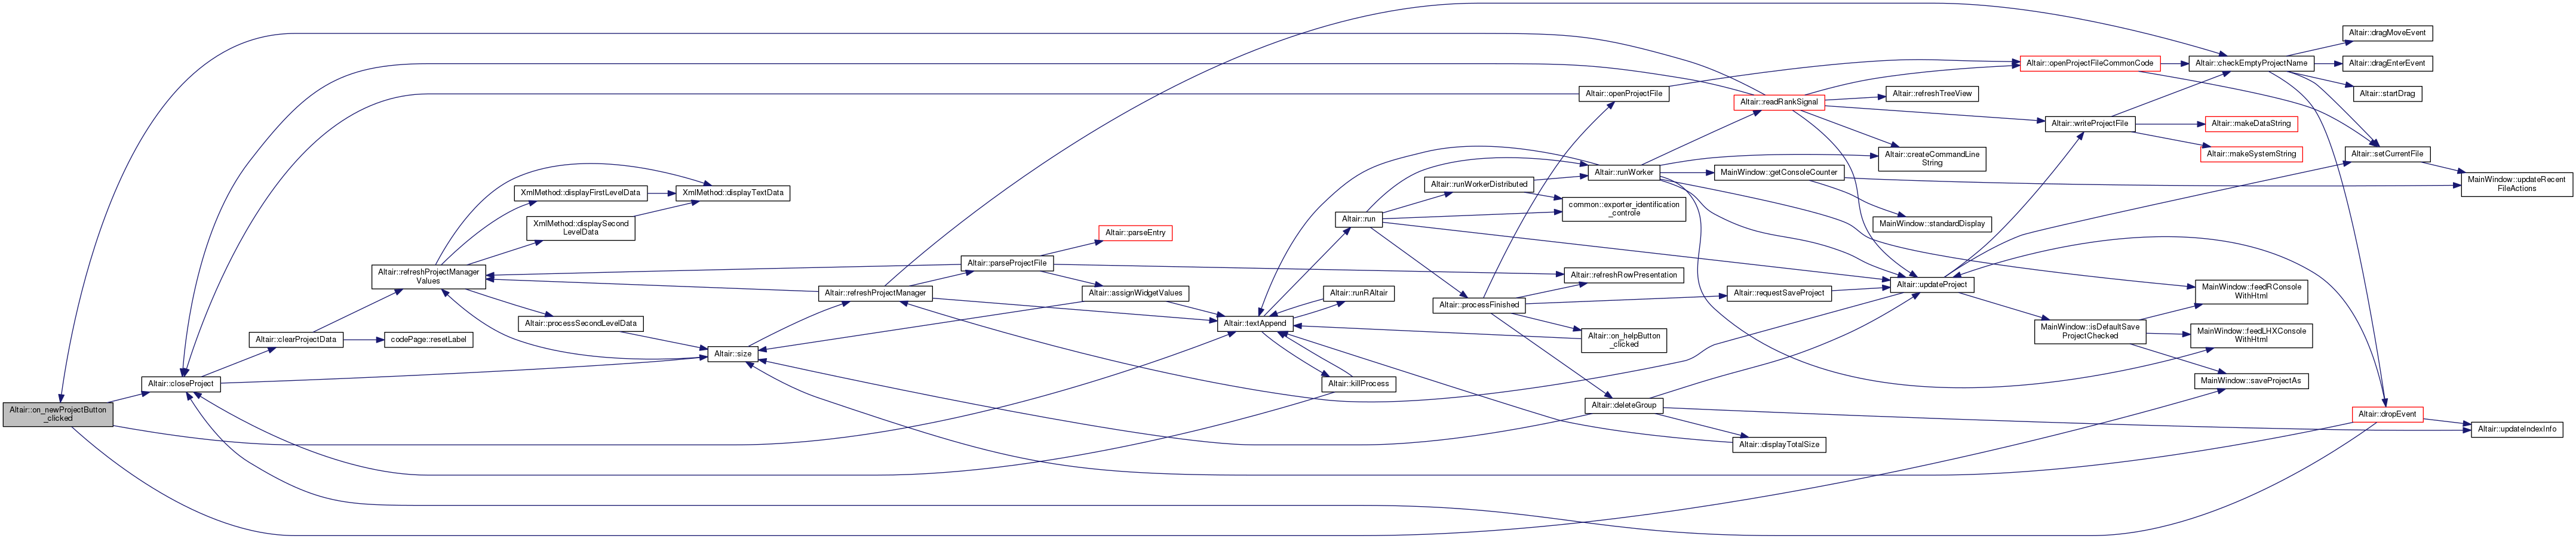 Altair::on_newProjectButton
_clicked
Altair::closeProject
Altair::clearProjectData
Altair::refreshProjectManager
Values
codePage::resetLabel
XmlMethod::displayFirstLevelData
XmlMethod::displaySecond
LevelData
Altair::processSecondLevelData
XmlMethod::displayTextData
Altair::size
Altair::refreshProjectManager
Altair::parseProjectFile
Altair::parseEntry
Altair::assignWidgetValues
Altair::textAppend
Altair::run
Altair::runRAltair
Altair::killProcess
Altair::runWorkerDistributed
Altair::processFinished
Altair::openProjectFile
Altair::runWorker
common::exporter_identification
_controle
Altair::refreshRowPresentation
Altair::on_helpButton
_clicked
Altair::deleteGroup
Altair::readRankSignal
MainWindow::getConsoleCounter
Altair::requestSaveProject
Altair::displayTotalSize
Altair::refreshTreeView
Altair::createCommandLine
String
MainWindow::standardDisplay
Altair::updateProject
Altair::openProjectFileCommonCode
Altair::writeProjectFile
MainWindow::isDefaultSave
ProjectChecked
Altair::checkEmptyProjectName
Altair::makeDataString
Altair::makeSystemString
MainWindow::feedRConsole
WithHtml
MainWindow::feedLHXConsole
WithHtml
MainWindow::saveProjectAs
Altair::dragMoveEvent
Altair::dragEnterEvent
Altair::startDrag
Altair::setCurrentFile
Altair::dropEvent
MainWindow::updateRecent
FileActions
Altair::updateIndexInfo